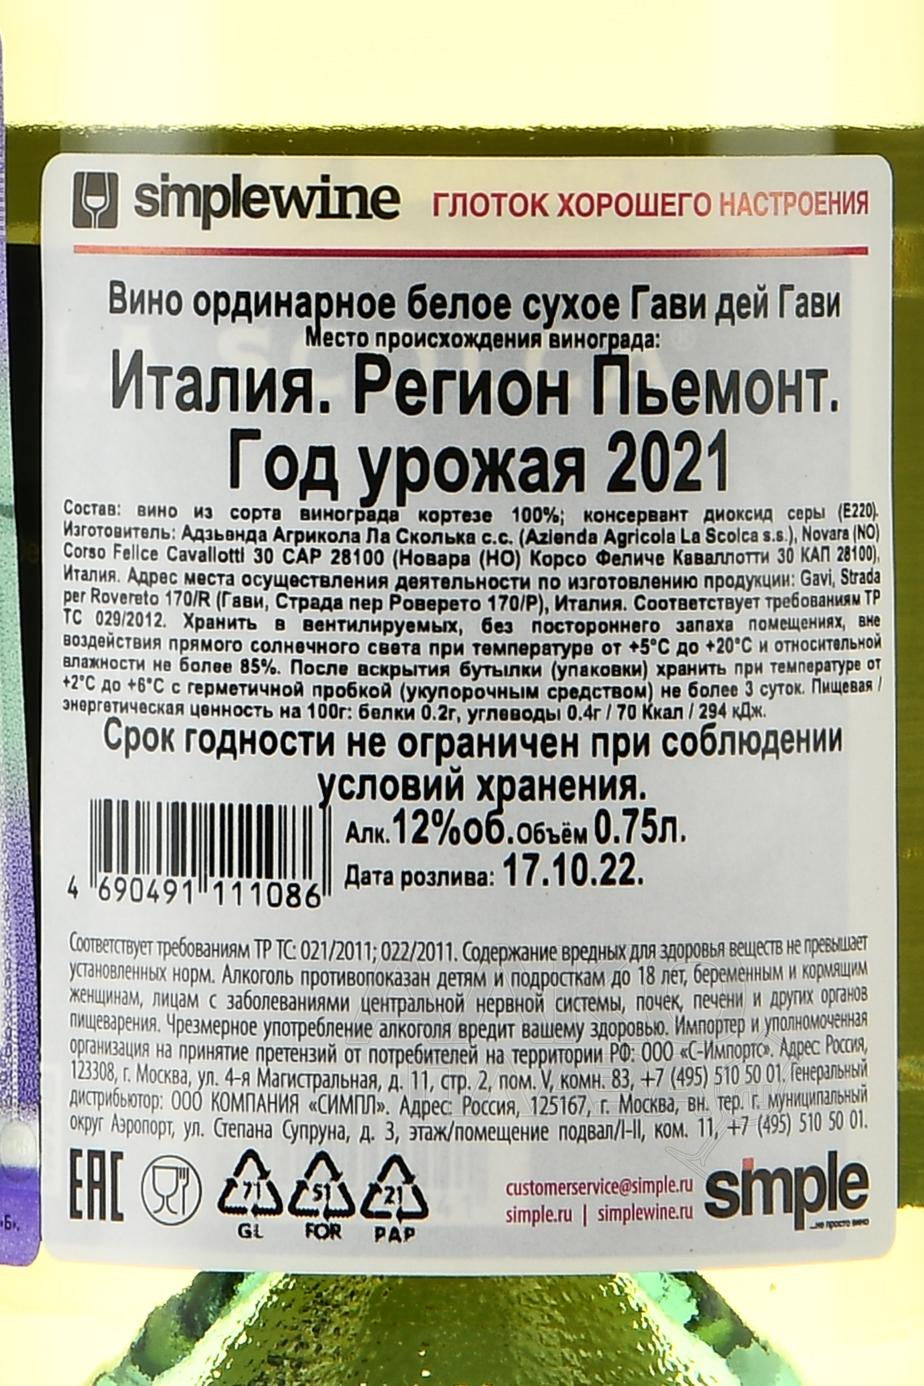 simplewine ГЛОТОК ХОРОШЕГО НАСТРОЕНИЯ
Вино ординарное белое сухое Гави дей Гави
Место происхождения винограда:
Италия. Регион Пьемонт.
Год урожая 2021
Состав: вино из сорта винограда кортезе 100%; консервант диоксид серы (Е220).
Изготовитель: Адзьенда Агрикола Ла Сколька с.с. (Azienda Agricola La Scolca s.s.), Novara (NO)
Corso Felice Cavallotti 30 CAP 28100 (Новара (НО) Корсо Феличе Каваллотти 30 КАП 28100),
Италия. Адрес места осуществления деятельности по изготовлению продукции: Gavi, Strada
per Rovereto 170/R (Гави, Страда пер Роверето 170/Р), Италия. Соответствует требованиям ТР
ТС 029/2012. Хранить в вентилируемых, без постороннего запаха помещениях, вне
воздействия прямого солнечного света при температуре от +5°С до +20°С и относительной
влажности не более 85%. После вскрытия бутылки (упаковки) хранить при температуре от
+2°С до +6°С с герметичной пробкой (укупорочным средством) не более 3 суток. Пищевая /
энергетическая ценность на 100г: белки 0.2г, углеводы 0.4г / 70 Ккал / 294 кДж.
Срок годности не ограничен при соблюдении
условий хранения.
Алк.12%об.Объём 0.75л.
Дата розлива: 17.10.22.
4 690491 111086
Соответствует требованиям ТР ТС: 021/2011; 022/2011. Содержание вредных для здоровья веществ не превышает
установленных норм. Алкоголь противопоказан детям и подросткам до 18 лет, беременным и кормящим
женщинам, лицам с заболеваниями центральной нервной системы, почек, печени и других органов
пищеварения. Чрезмерное употребление алкоголя вредит вашему здоровью. Импортер и уполномоченная
организация на принятие претензий от потребителей на территории РФ: ООО «С-Импортс». Адрес: Россия,
123308, г. Москва, ул. 4-я Магистральная, д. 11, стр. 2, пом. V, комн. 83, +7 (495) 510 50 01. Генеральный
дистрибьютор: ООО КОМПАНИЯ «СИМПЛ». Адрес: Россия, 125167, г. Москва, вн. тер. г. муниципальный
округ Аэропорт, ул. Степана Супруна, д. 3, этаж/помещение подвал/I-II, ком. 11, +7 (495) 510 50 01.
EAC 71 51 21
GL FOR PAP
customerservice@simple.ru
simple.ru | simplewine.ru
simple
...не просто вино
«Б».